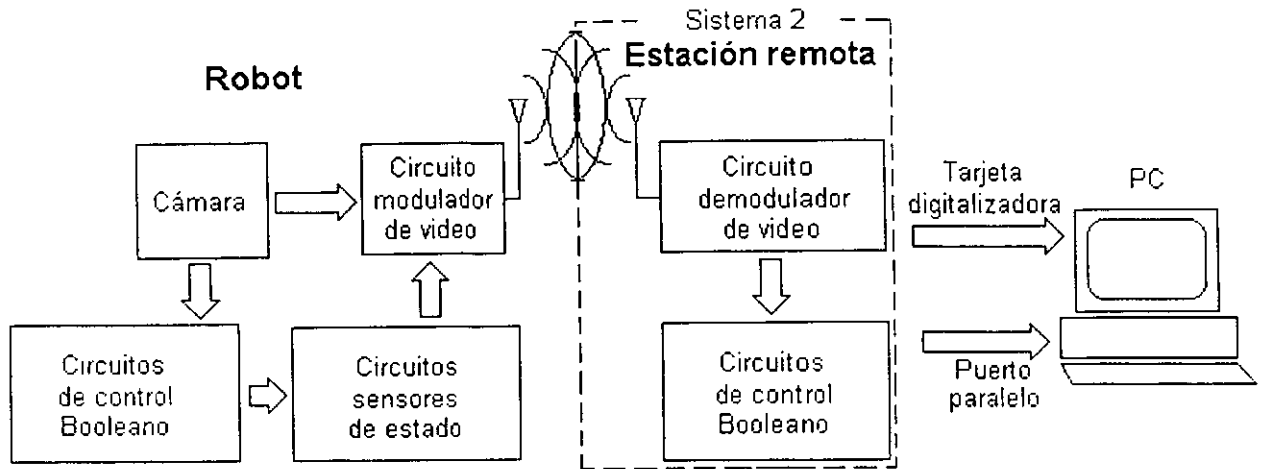 Sistema 2
Estación remota
Robot
Cámara
Circuito
modulador
de video
Circuito
demodulador
de video
Tarjeta
digitalizadora
PC
Circuitos
de control
Booleano
Circuitos
sensores
de estado
Circuitos
de control
Booleano
Puerto
paralelo